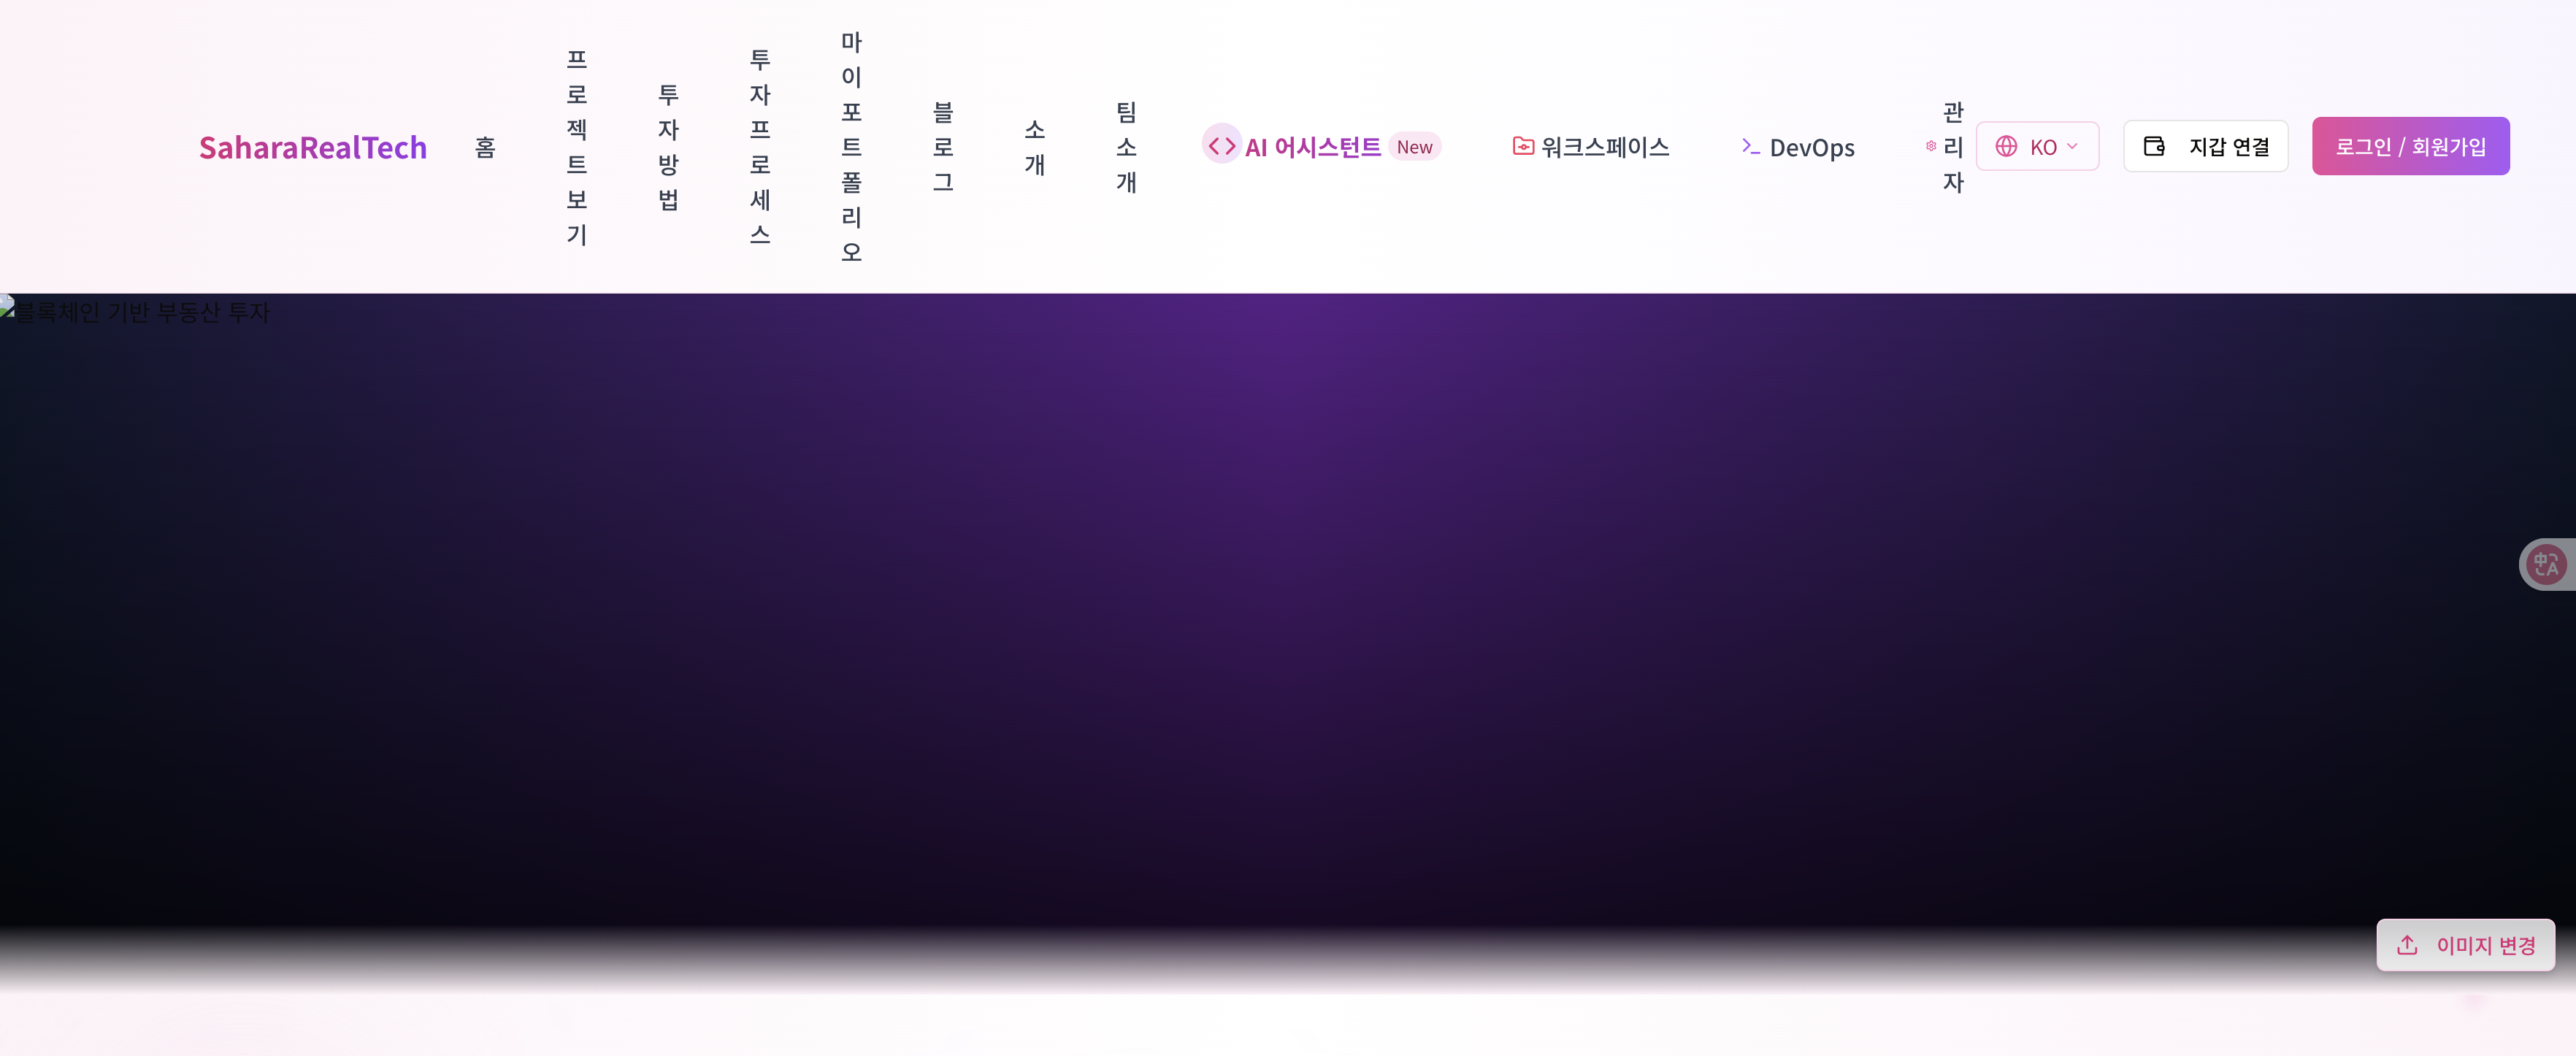 SaharaRealTech
홈
프로젝트보기
투자방법
투자프로세스
마이포트폴리오
블로그
소개
팀소개
AI 어시스턴트
New
워크스페이스
DevOps
관리자
KO
지갑 연결
로그인 / 회원가입
블록체인 기반 부동산 투자
中A
이미지 변경